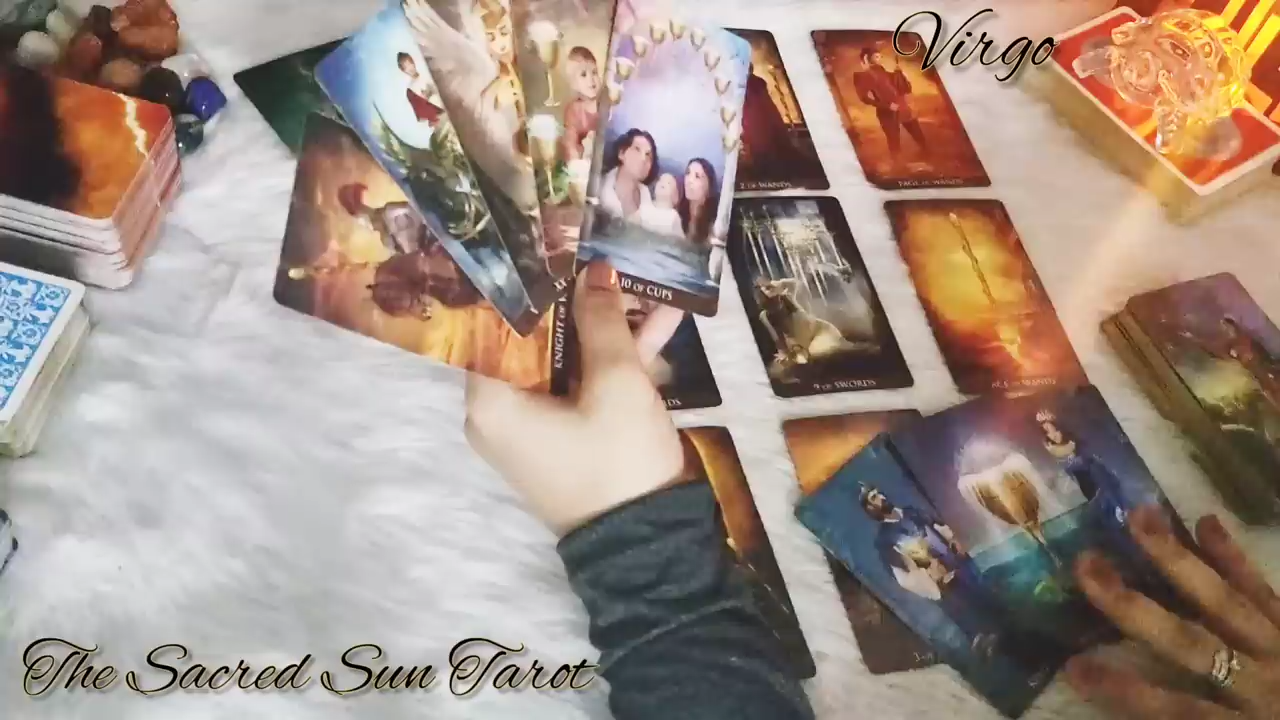 Virgo
2 OF WANDS
PAGE OF WANDS
10 OF CUPS
KNIGHT OF
9 OF SWORDS
ACE OF WANDS
The Sacred Sun Tarot